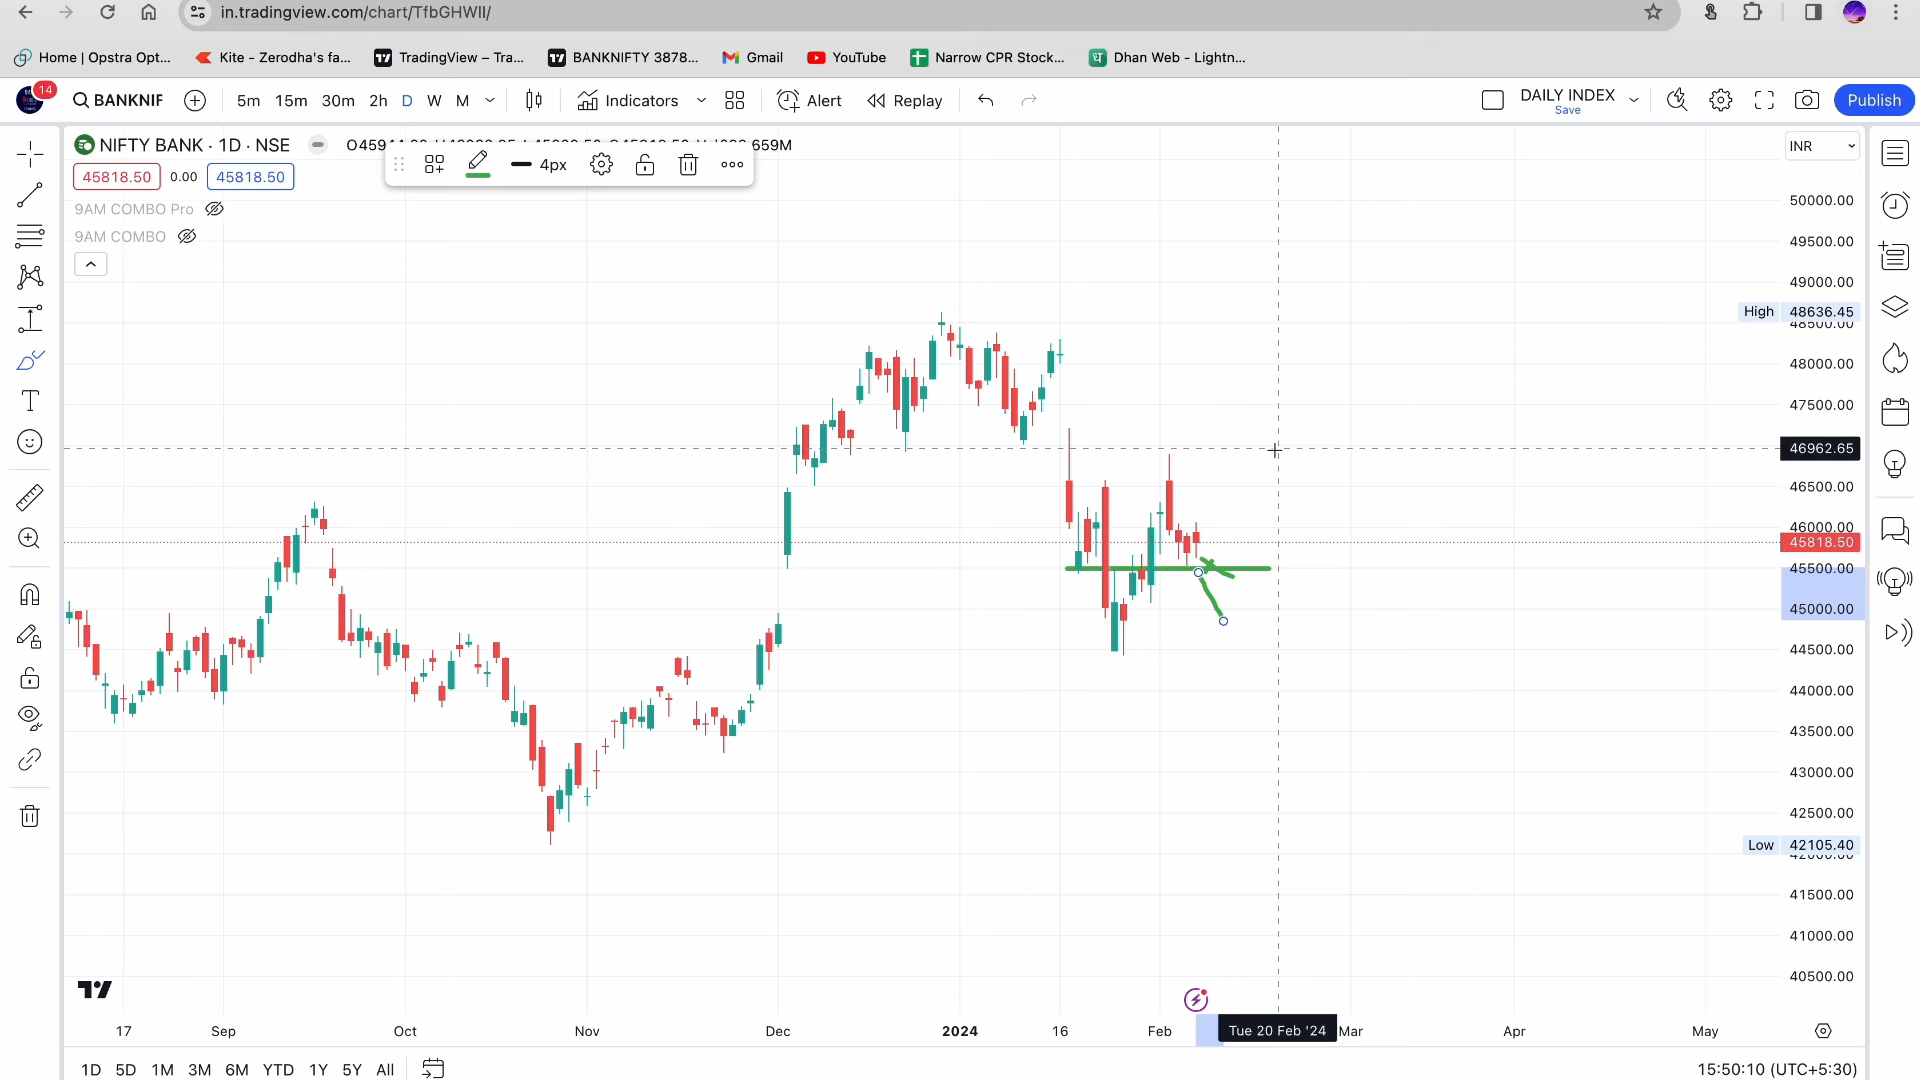 in.tradingview.com/chart/TfbGHWlI/
Home | Opstra Opt... Kite - Zerodha's fa... TradingView – Tra... BANKNIFTY 3878... Gmail YouTube Narrow CPR Stock... Dhan Web - Lightn...
14 BANKNIF 5m 15m 30m 2h D W M Indicators Alert Replay DAILY INDEX Save Publish
NIFTY BANK · 1D · NSE 659M INR
4px
45818.50 0.00 45818.50
9AM COMBO Pro
9AM COMBO
50000.00
49500.00
49000.00
High 48636.45
48500.00
48000.00
47500.00
46962.65
46500.00
46000.00
45818.50
45500.00
45000.00
44500.00
44000.00
43500.00
43000.00
42500.00
Low 42105.40
42000.00
41500.00
41000.00
40500.00
17 Sep Oct Nov Dec 2024 16 Feb Tue 20 Feb '24 Mar Apr May
1D 5D 1M 3M 6M YTD 1Y 5Y All 15:50:10 (UTC+5:30)